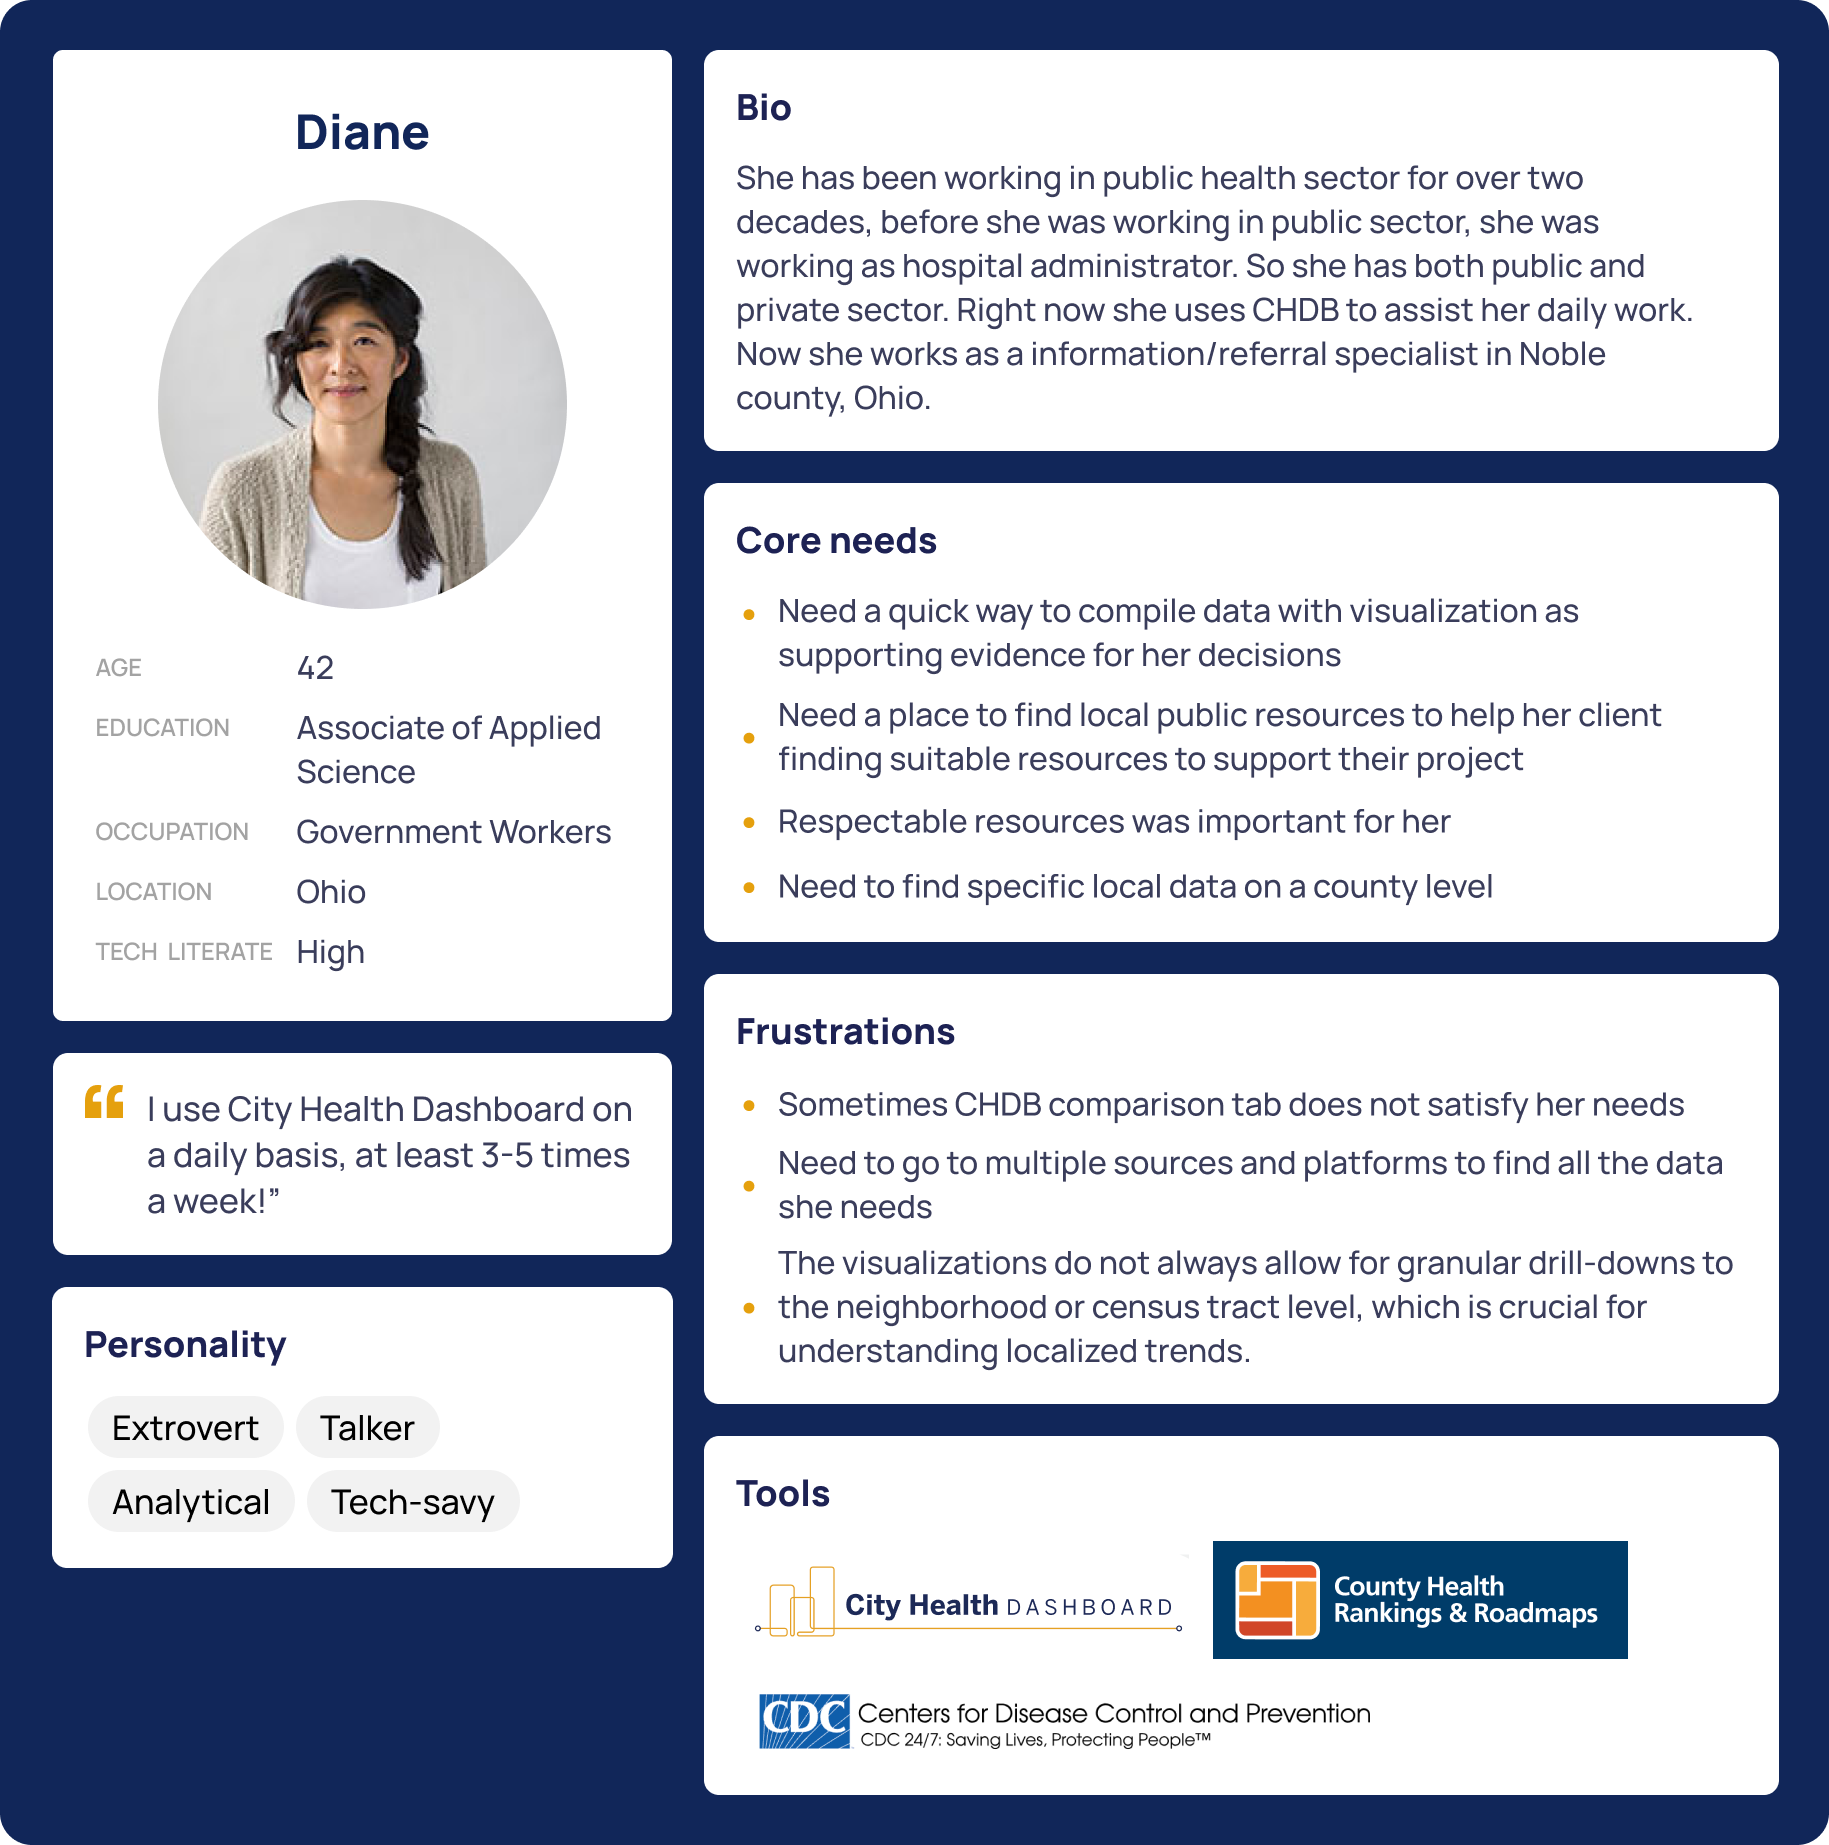 Diane
AGE 42
EDUCATION Associate of Applied
Science
OCCUPATION Government Workers
LOCATION Ohio
TECH LITERATE High
“ I use City Health Dashboard on
a daily basis, at least 3-5 times
a week!”
Personality
Extrovert Talker
Analytical Tech-savy
Bio
She has been working in public health sector for over two
decades, before she was working in public sector, she was
working as hospital administrator. So she has both public and
private sector. Right now she uses CHDB to assist her daily work.
Now she works as a information/referral specialist in Noble
county, Ohio.
Core needs
• Need a quick way to compile data with visualization as
supporting evidence for her decisions
• Need a place to find local public resources to help her client
finding suitable resources to support their project
• Respectable resources was important for her
• Need to find specific local data on a county level
Frustrations
• Sometimes CHDB comparison tab does not satisfy her needs
• Need to go to multiple sources and platforms to find all the data
she needs
• The visualizations do not always allow for granular drill-downs to
the neighborhood or census tract level, which is crucial for
understanding localized trends.
Tools
City Health DASHBOARD
County Health
Rankings & Roadmaps
CDC Centers for Disease Control and Prevention
CDC 24/7: Saving Lives, Protecting People™